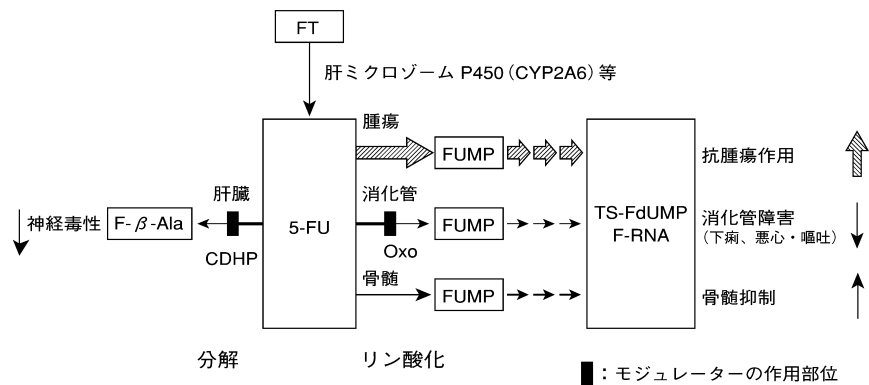 FT
肝ミクロゾーム P450(CYP2A6)等
腫瘍
FUMP
抗腫瘍作用
肝臓
消化管
神経毒性
F-β-Ala
5-FU
FUMP
TS-FdUMP
F-RNA
消化管障害
(下痢、悪心・嘔吐)
CDHP
Oxo
骨髄
FUMP
骨髄抑制
分解
リン酸化
:モジュレーターの作用部位